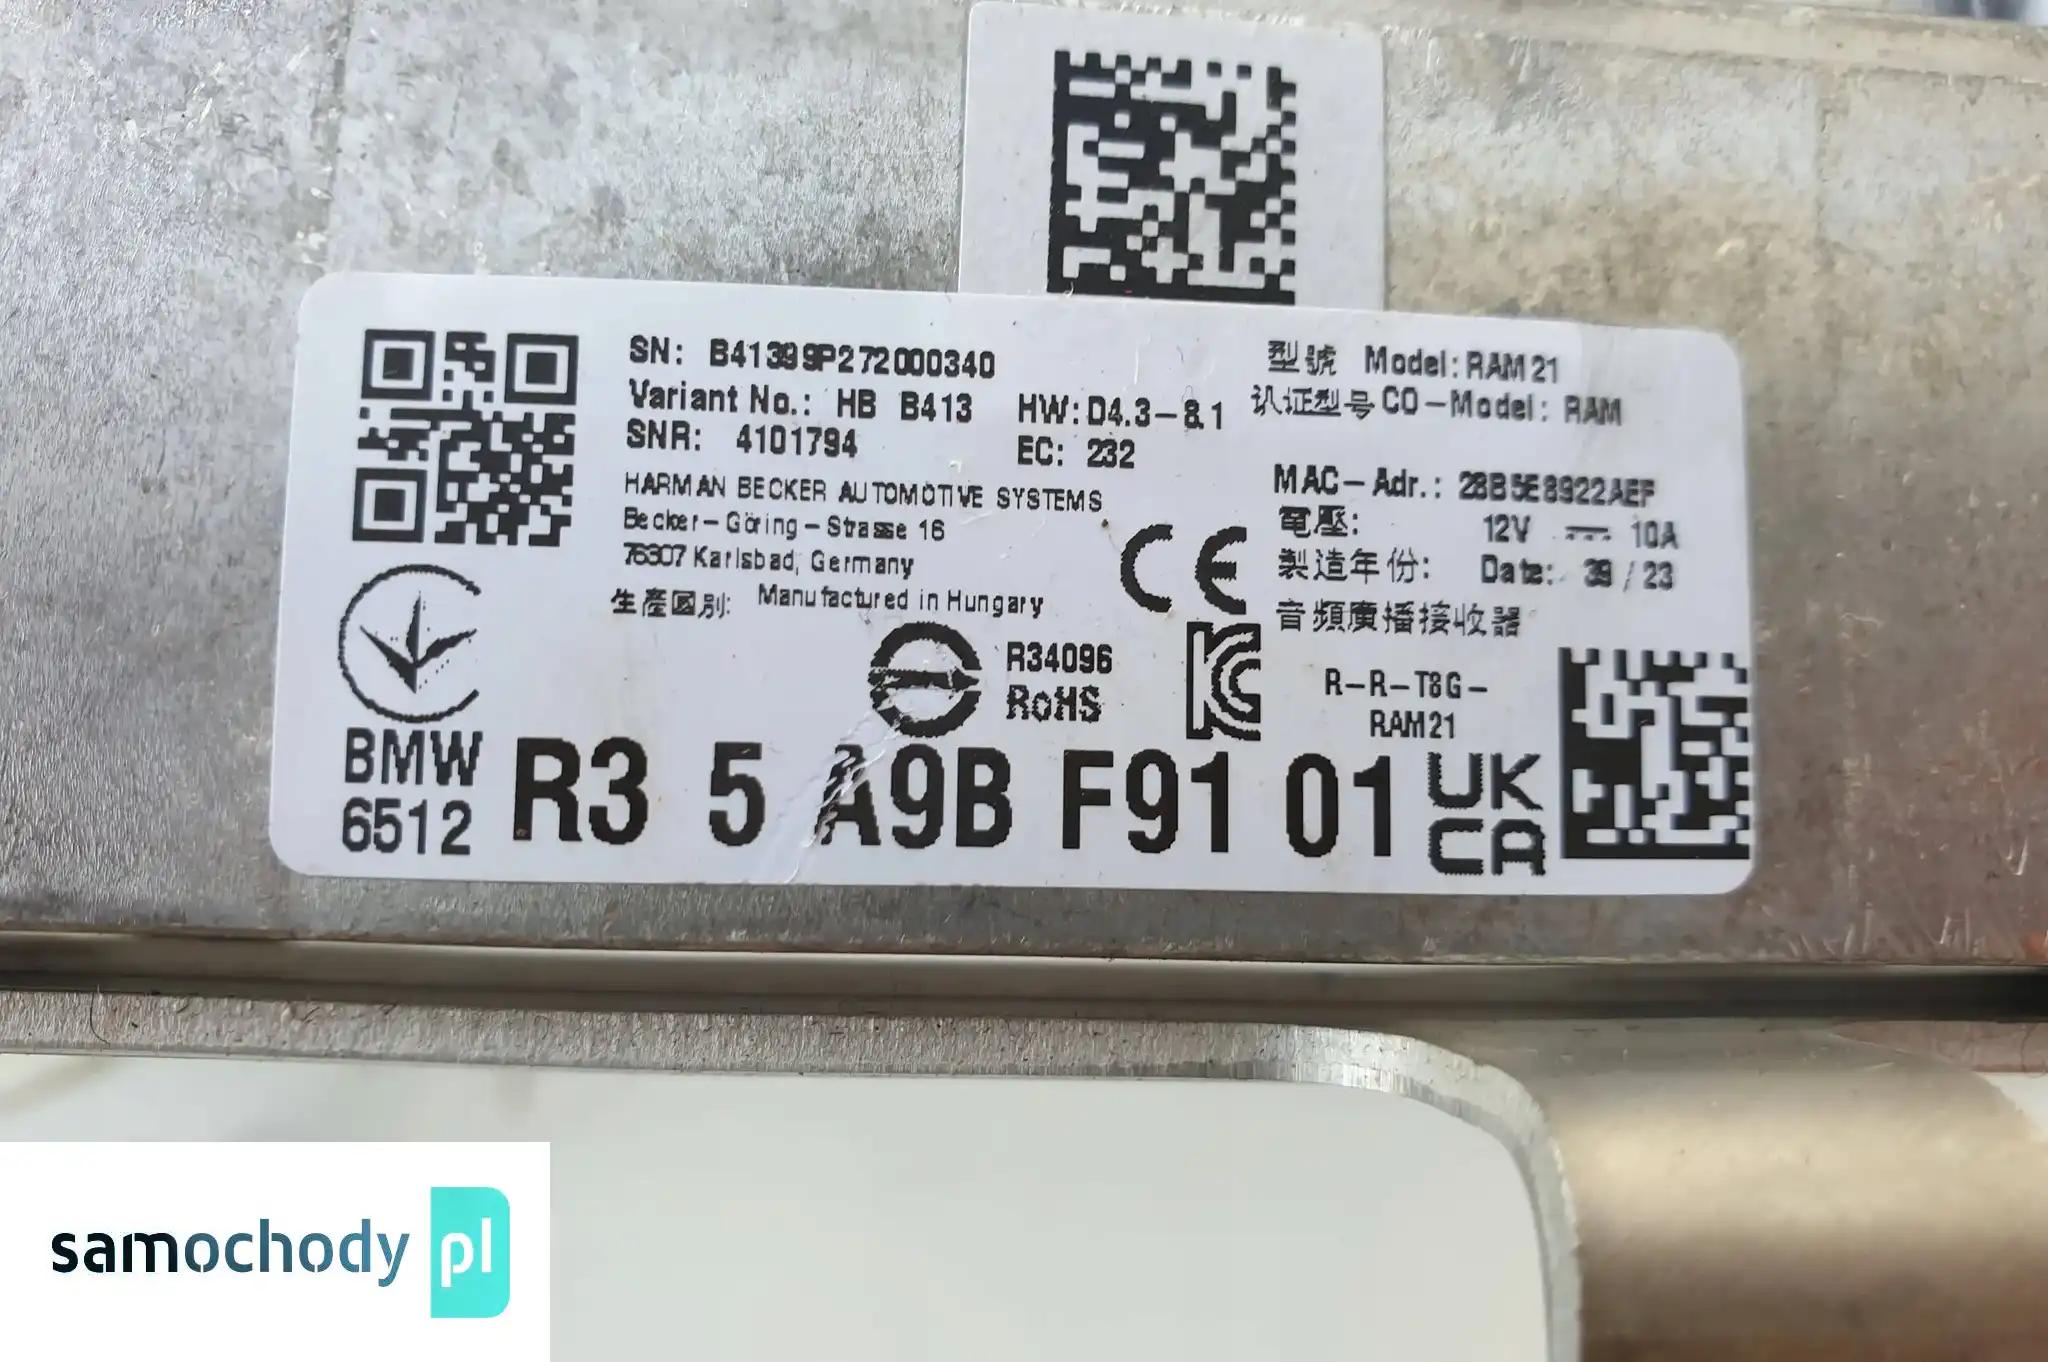 SN: B41399P272000340
Variant No.: HB B413 HW: D4.3-8.1
SNR: 4101794 EC: 232
HARMAN BECKER AUTOMOTIVE SYSTEMS
Becker-Göring-Strasse 16
76307 Karlsbad, Germany
生產國別: Manufactured in Hungary
型號 Model: RAM21
认证型号 CO-Model: RAM
MAC-Adr.: 28B5E8922AEF
電壓: 12V 10A
製造年份: Date: 39/23
音頻廣播接收器
CE
R34096
RoHS
R-R-T8G-
RAM21
BMW
6512
R3 5 A9B F91 01
UK
CA
samochody pl